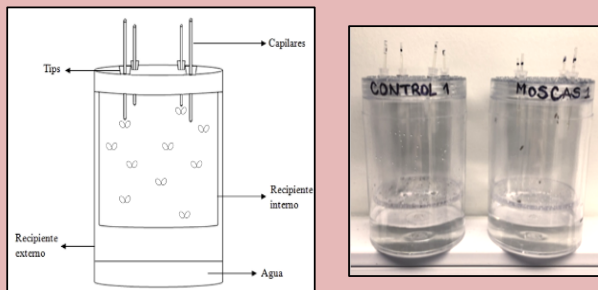 Capilares
Tips
Recipiente
interno
Recipiente
externo
Agua
CONTROL 1
MOSCAS 1